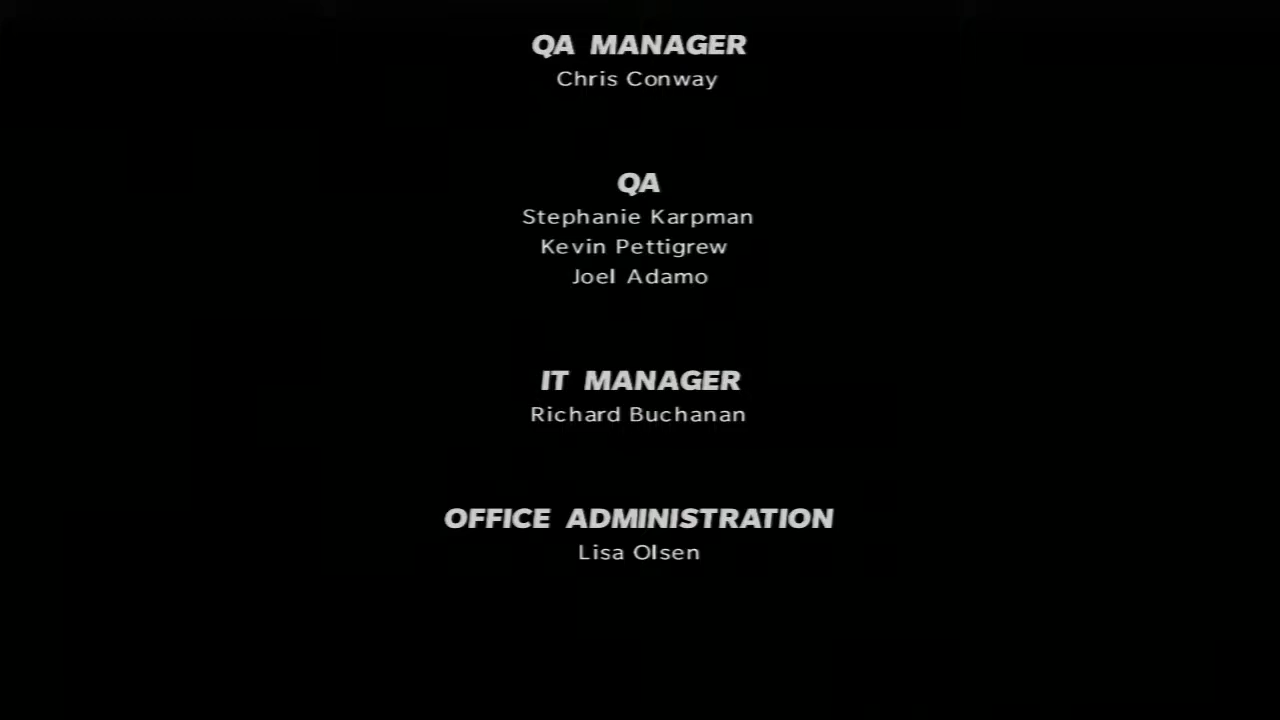 QA MANAGER
Chris Conway
QA
Stephanie Karpman
Kevin Pettigrew
Joel Adamo
IT MANAGER
Richard Buchanan
OFFICE ADMINISTRATION
Lisa Olsen